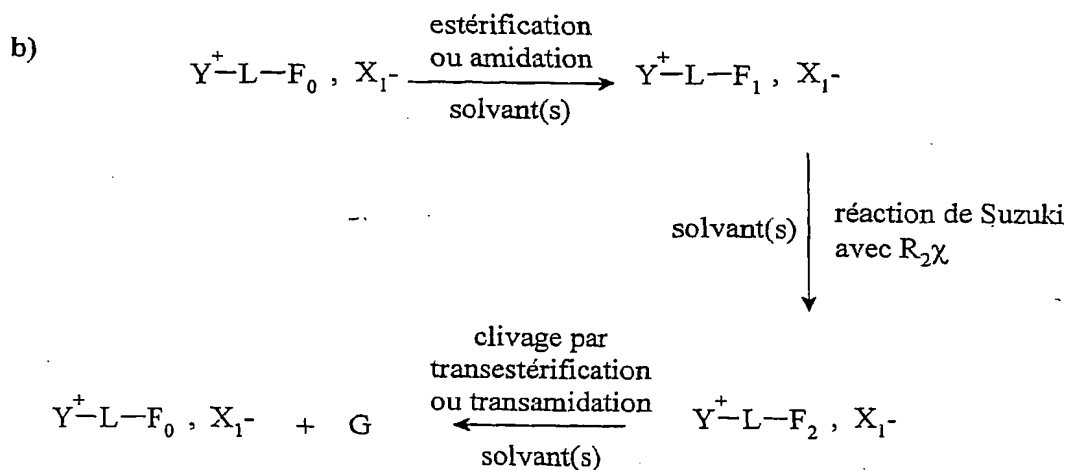 b)
estérification
ou amidation
Y⁺—L—F₀ , X₁- solvant(s) Y⁺—L—F₁ , X₁-
solvant(s)
réaction de Suzuki
avec R₂χ
clivage par
transestérification
ou transamidation
Y⁺—L—F₀ , X₁- + G solvant(s) Y⁺—L—F₂ , X₁-